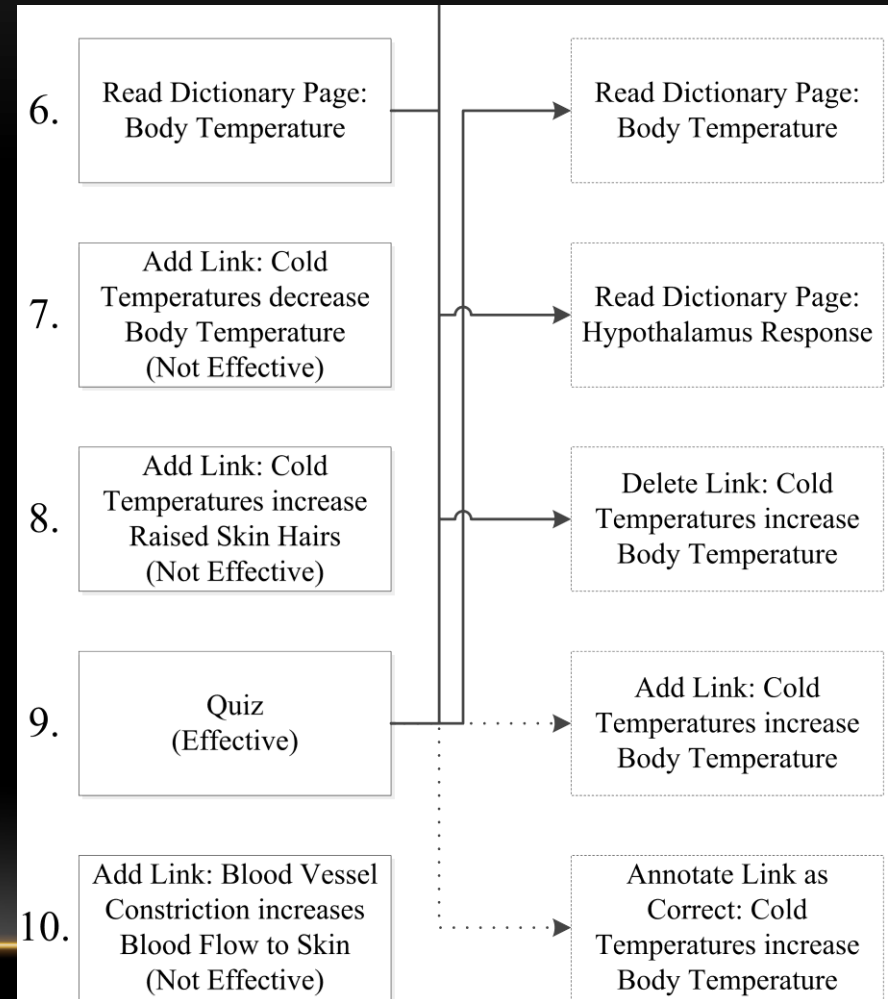 6.
Read Dictionary Page:
Body Temperature
Read Dictionary Page:
Body Temperature
7.
Add Link: Cold
Temperatures decrease
Body Temperature
(Not Effective)
Read Dictionary Page:
Hypothalamus Response
8.
Add Link: Cold
Temperatures increase
Raised Skin Hairs
(Not Effective)
Delete Link: Cold
Temperatures increase
Body Temperature
9.
Quiz
(Effective)
Add Link: Cold
Temperatures increase
Body Temperature
10.
Add Link: Blood Vessel
Constriction increases
Blood Flow to Skin
(Not Effective)
Annotate Link as
Correct: Cold
Temperatures increase
Body Temperature